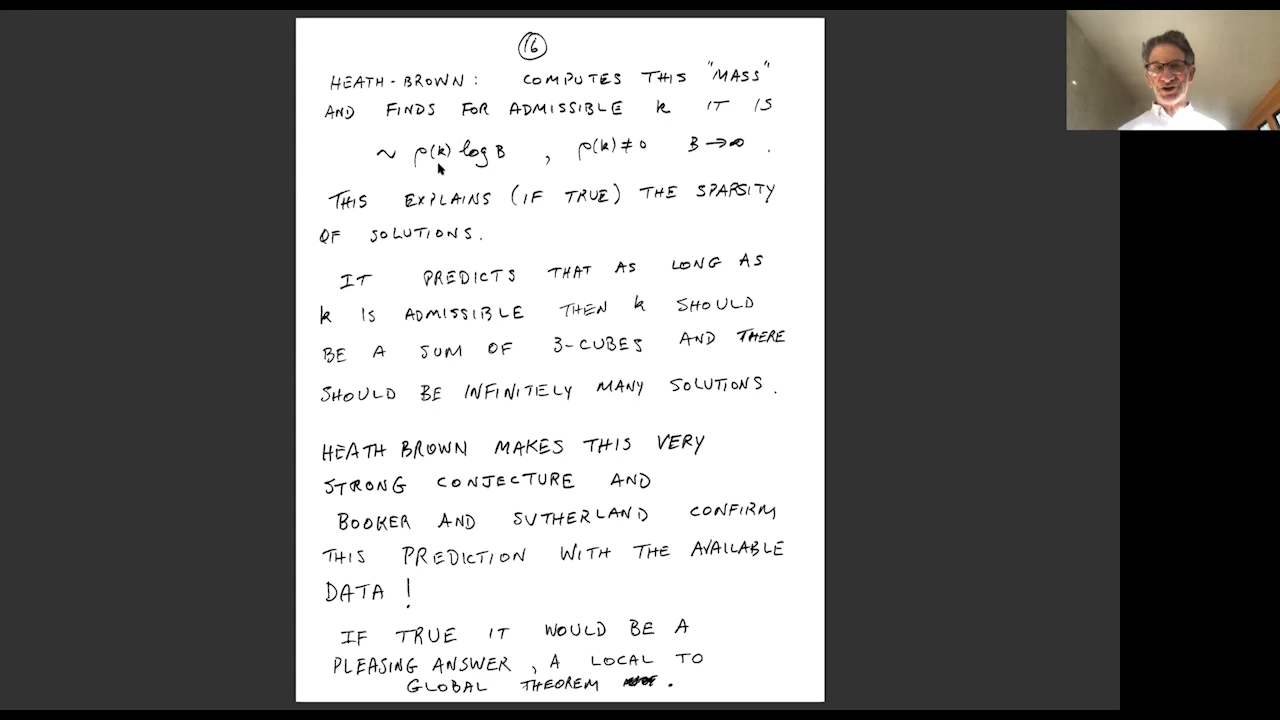 16
HEATH-BROWN: COMPUTES THIS "MASS"
AND FINDS FOR ADMISSIBLE k IT IS
~ ρ(k) log B , ρ(k) ≠ 0 B → ∞ .
THIS EXPLAINS (IF TRUE) THE SPARSITY
OF SOLUTIONS.
IT PREDICTS THAT AS LONG AS
k IS ADMISSIBLE THEN k SHOULD
BE A SUM OF 3-CUBES AND THERE
SHOULD BE INFINITELY MANY SOLUTIONS.
HEATH BROWN MAKES THIS VERY
STRONG CONJECTURE AND
BOOKER AND SUTHERLAND CONFIRM
THIS PREDICTION WITH THE AVAILABLE
DATA!
IF TRUE IT WOULD BE A
PLEASING ANSWER, A LOCAL TO
GLOBAL THEOREM .